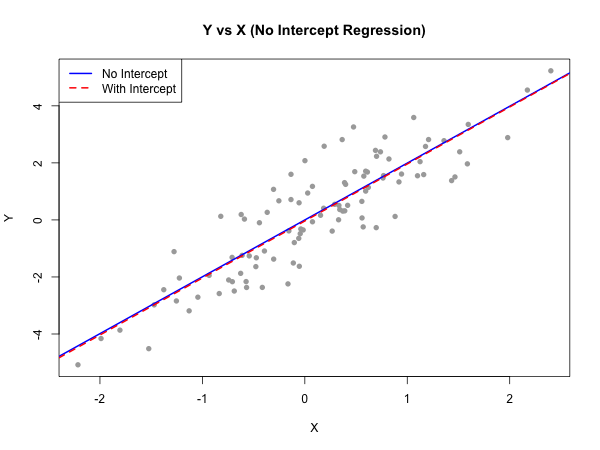 Y vs X (No Intercept Regression)
No Intercept
With Intercept
Y
4
2
0
-2
-4
-2
-1
0
1
2
X